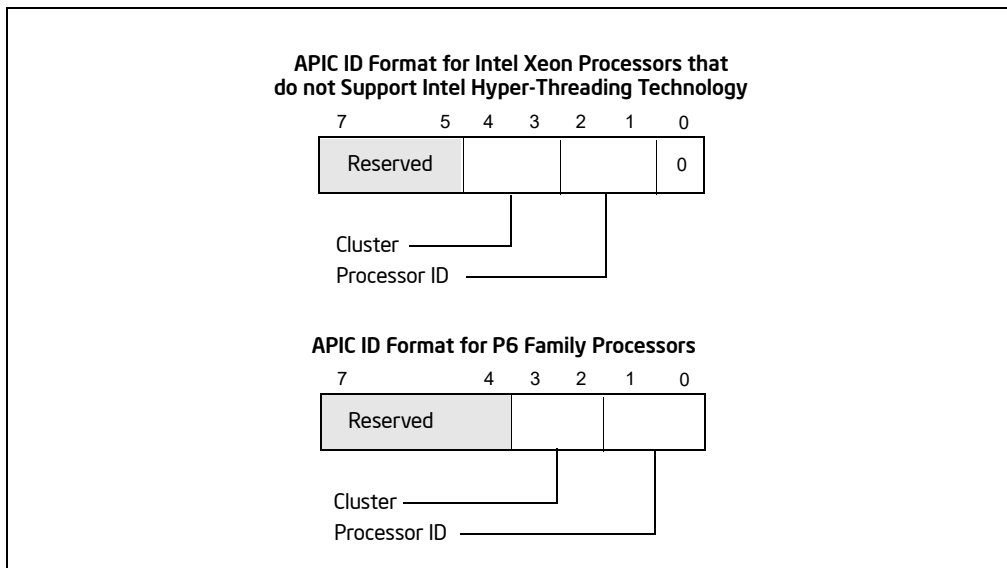 APIC ID Format for Intel Xeon Processors that
do not Support Intel Hyper-Threading Technology
7 5 4 3 2 1 0
Reserved 0
Cluster
Processor ID
APIC ID Format for P6 Family Processors
7 4 3 2 1 0
Reserved
Cluster
Processor ID